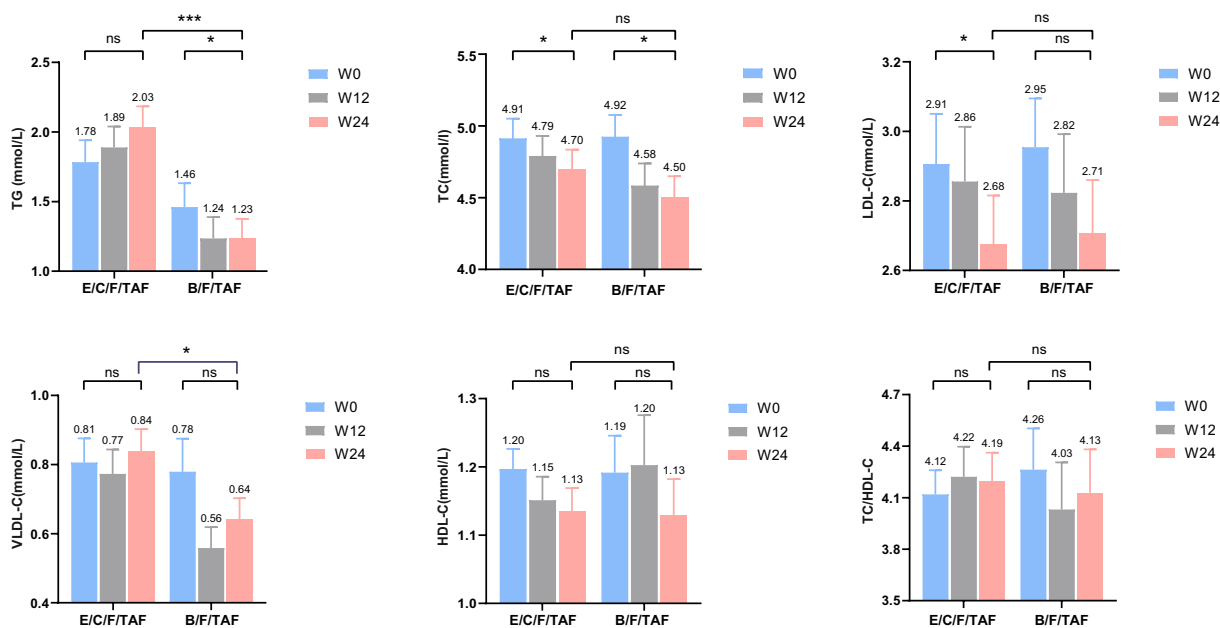 ***
ns
*
2.5
2.0
1.5
1.0
TG (mmol/L)
1.78
1.89
2.03
1.46
1.24
1.23
E/C/F/TAF
B/F/TAF
W0
W12
W24
ns
*
*
5.5
5.0
4.5
4.0
TC(mmol/l)
4.91
4.79
4.70
4.92
4.58
4.50
E/C/F/TAF
B/F/TAF
W0
W12
W24
ns
*
ns
3.2
3.0
2.8
2.6
LDL-C(mmol/L)
2.91
2.86
2.68
2.95
2.82
2.71
E/C/F/TAF
B/F/TAF
W0
W12
W24
*
ns
ns
1.0
0.8
0.6
0.4
VLDL-C(mmol/L)
0.81
0.77
0.84
0.78
0.56
0.64
E/C/F/TAF
B/F/TAF
W0
W12
W24
ns
ns
ns
1.3
1.2
1.1
1.0
HDL-C(mmol/L)
1.20
1.15
1.13
1.19
1.20
1.13
E/C/F/TAF
B/F/TAF
W0
W12
W24
ns
ns
ns
4.7
4.4
4.1
3.8
3.5
TC/HDL-C
4.12
4.22
4.19
4.26
4.03
4.13
E/C/F/TAF
B/F/TAF
W0
W12
W24